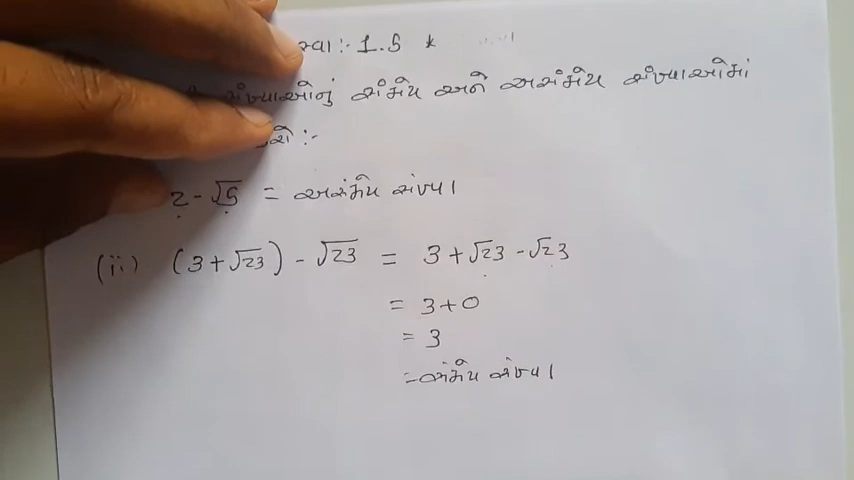 સ્વા :- 1.5 *
સંખ્યાઓનું સંમેય અને અસંમેય સંખ્યાઓમાં
:-
2 - √5 = અસંમેય સંખ્યા
(ii) (3 + √23) - √23 = 3 + √23 - √23
= 3 + 0
= 3
= સંમેય સંખ્યા